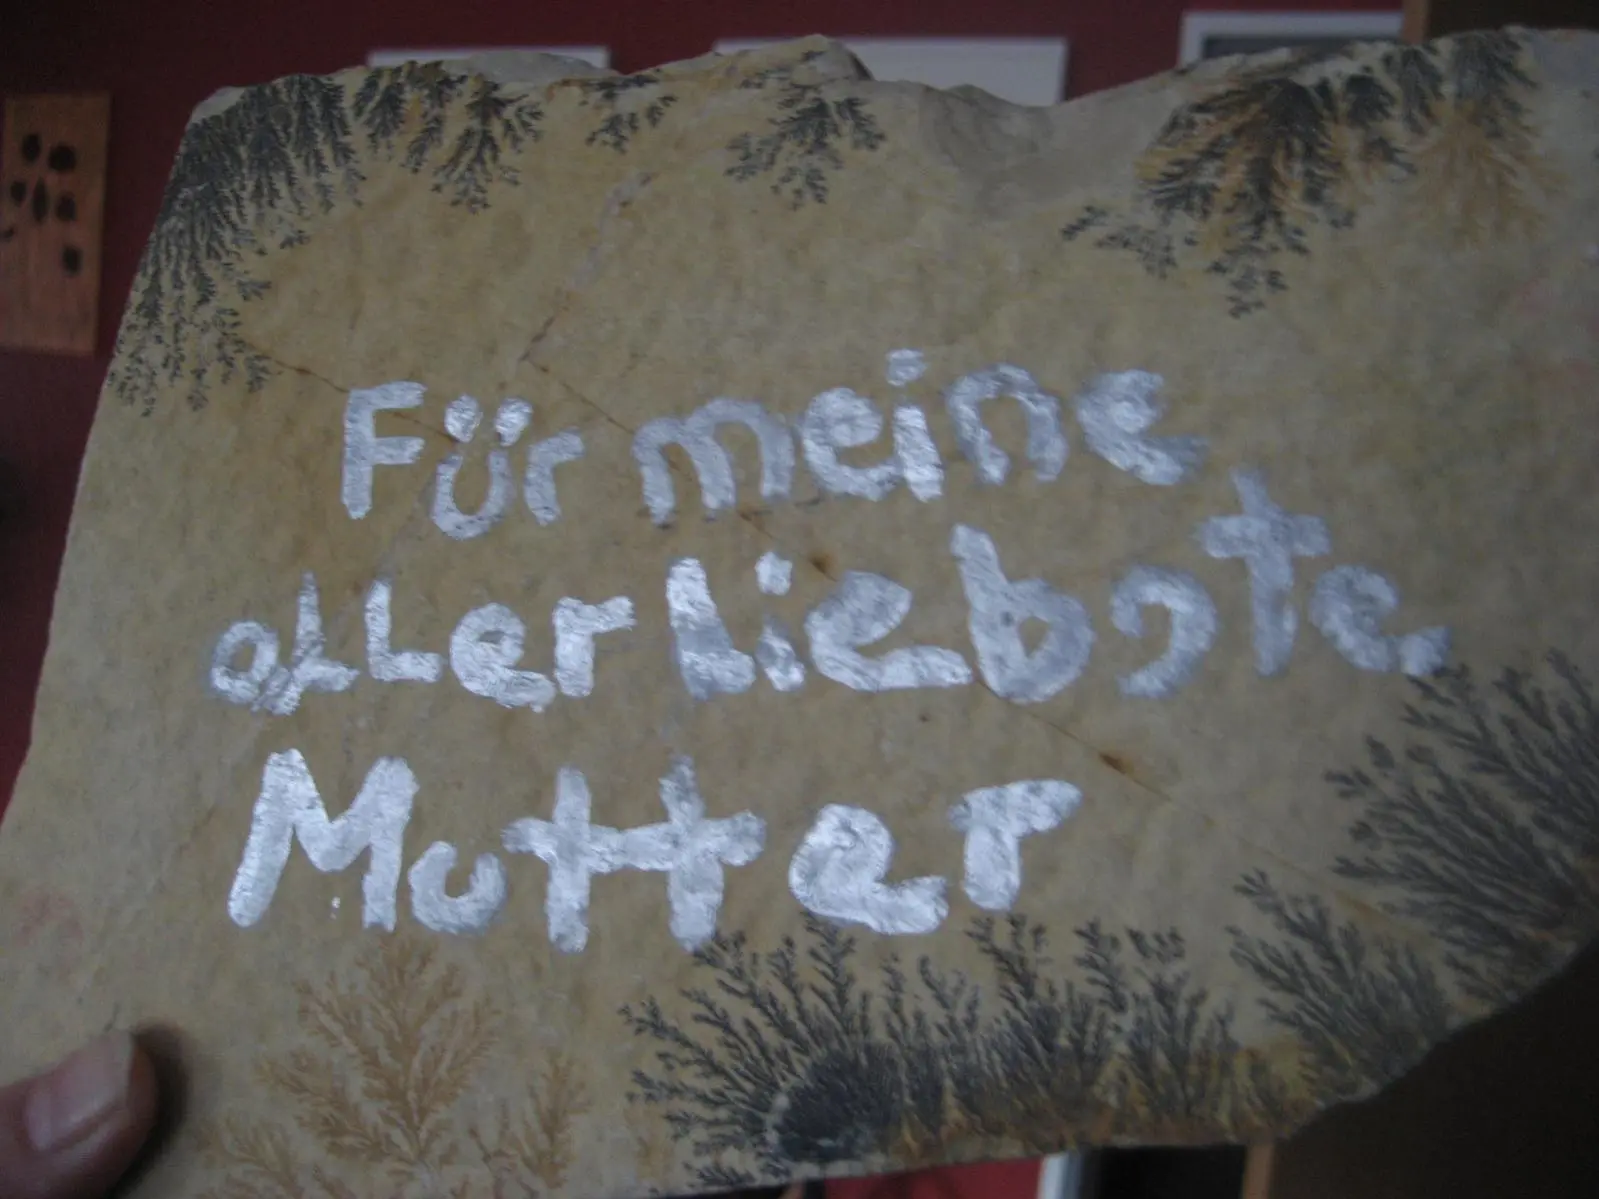 Für meine
allerliebste
Mutter